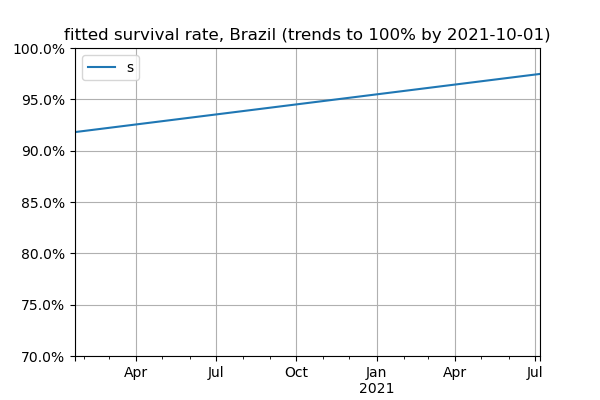 fitted survival rate, Brazil (trends to 100% by 2021-10-01)
100.0%
s
95.0%
90.0%
85.0%
80.0%
75.0%
70.0%
Apr Jul Oct Jan Apr Jul
2021